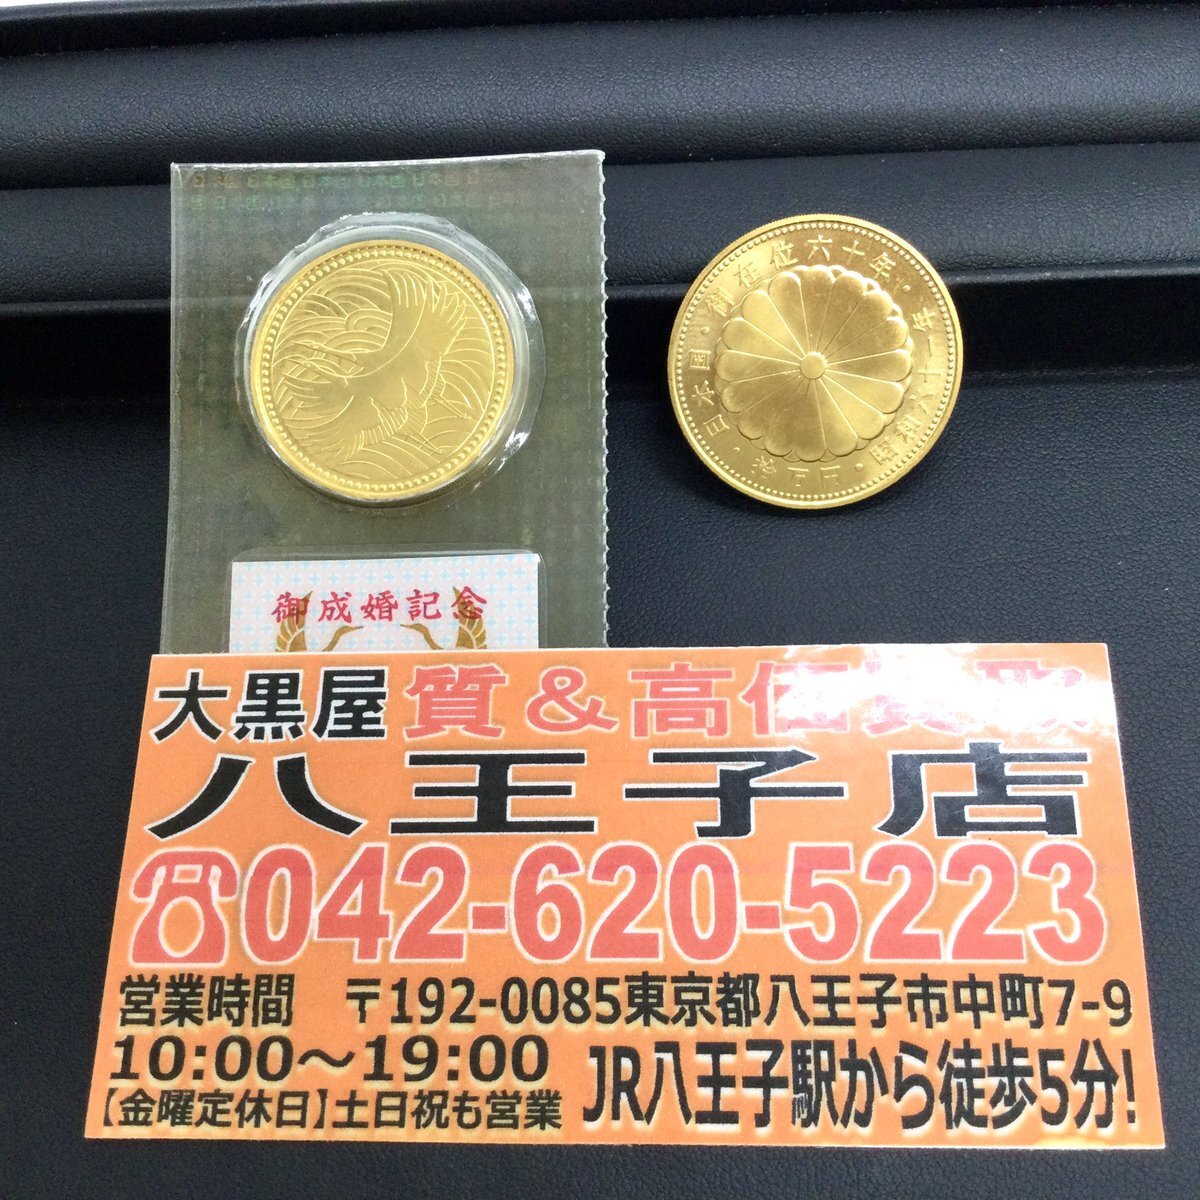 日本国・御在位六十年・昭和六十一年・拾万円・
御成婚記念
大黒屋 質&高価買取
八王子店
☎042-620-5223
営業時間 〒192-0085東京都八王子市中町7-9
10:00～19:00 JR八王子駅から徒歩5分!
【金曜定休日】土日祝も営業